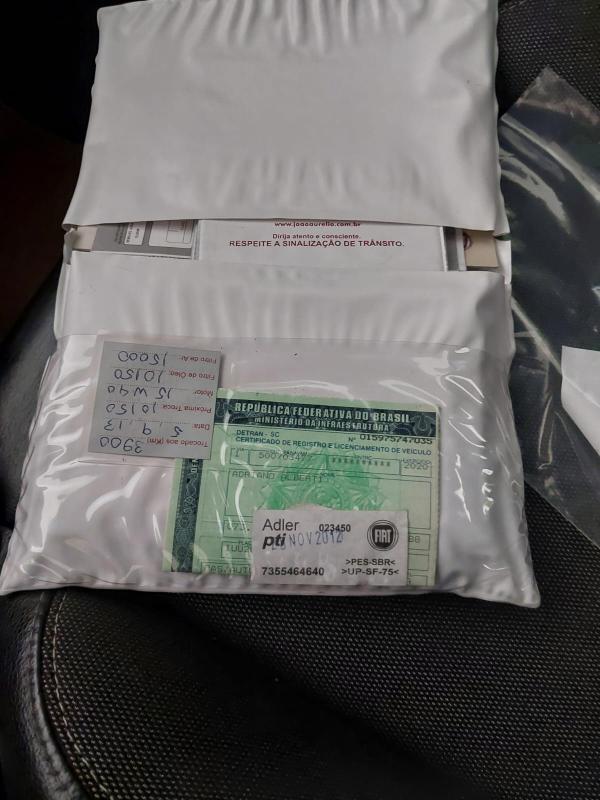 www.joaoaurelio.com.br
Dirija atento e consciente.
RESPEITE A SINALIZAÇÃO DE TRÂNSITO.
Trocado aos (Km): 3900
Data: 5 9 13
Próxima Troca: 10150
Motor: 15 W 40
Filtro de Óleo: 10150
Filtro de Ar: 15000
REPÚBLICA FEDERATIVA DO BRASIL
MINISTÉRIO DA INFRAESTRUTURA
DETRAN - SC
Nº 015975747035
CERTIFICADO DE REGISTRO E LICENCIAMENTO DE VEÍCULO
2020
ADRIANO ALBERTI
Adler 023450
pti NOV 2012 FIAT
>PES-SBR<
7355464640 >UP-SF-75<